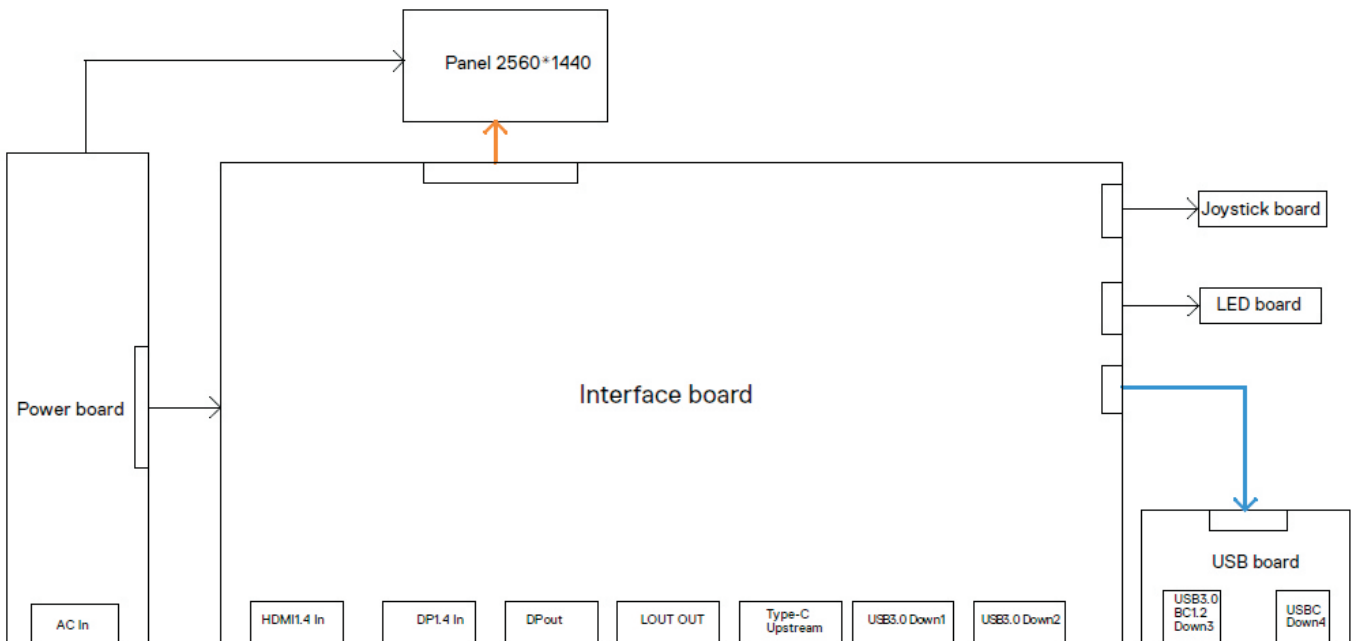 Panel 2560*1440
Joystick board
LED board
Interface board
Power board
USB board
AC In
HDMI1.4 In
DP1.4 In
DPout
LOUT OUT
Type-C
Upstream
USB3.0 Down1
USB3.0 Down2
USB3.0
BC1.2
Down3
USBC
Down4